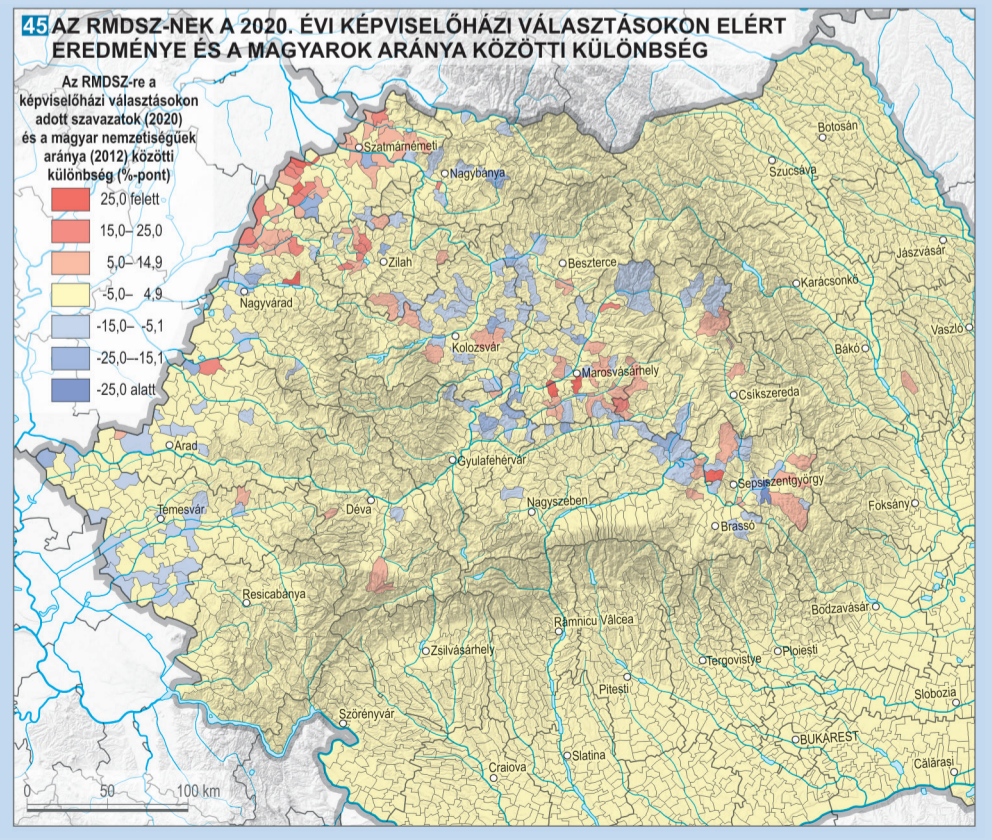 45 AZ RMDSZ-NEK A 2020. ÉVI KÉPVISELŐHÁZI VÁLASZTÁSOKON ELÉRT
EREDMÉNYE ÉS A MAGYAROK ARÁNYA KÖZÖTTI KÜLÖNBSÉG
Az RMDSZ-re a
képviselőházi választásokon
adott szavazatok (2020)
és a magyar nemzetiségűek
aránya (2012) közötti
különbség (%-pont)
25,0 felett
15,0– 25,0
5,0– 14,9
-5,0– 4,9
-15,0– -5,1
-25,0–-15,1
-25,0 alatt
Botosán
Szatmárnémeti
Szucsáva
Nagybánya
Jászvásár
Zilah
Beszterce
Karácsonkő
Nagyvárad
Vaszló
Kolozsvár
Bákó
Marosvásárhely
Csíkszereda
Arad
Gyulafehérvár
Sepsiszentgyörgy
Nagyszeben
Foksány
Déva
Temesvár
Brassó
Resicabánya
Bodzavásár
Râmnicu Vâlcea
Zsilvásárhely
Ploiești
Tergovistye
Pitești
Slobozia
Szörényvár
BUKAREST
Slatina
Călărași
Craiova
0 50 100 km